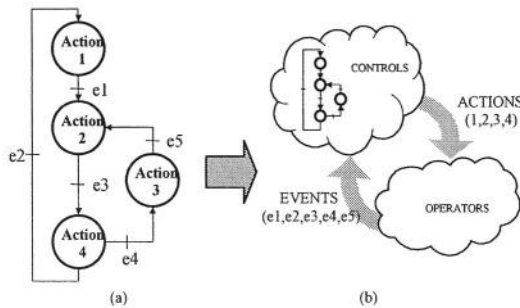 Action
1
e1
Action
2
e2
e5
e3
Action
3
Action
4
e4
(a)
CONTROLS
ACTIONS
(1,2,3,4)
EVENTS
(e1,e2,e3,e4,e5)
OPERATORS
(b)